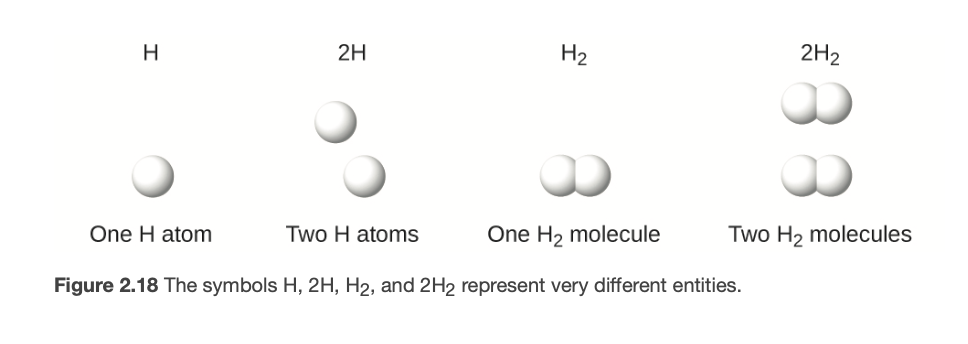 H 2H H₂ 2H₂
One H atom Two H atoms One H₂ molecule Two H₂ molecules
Figure 2.18 The symbols H, 2H, H₂, and 2H₂ represent very different entities.